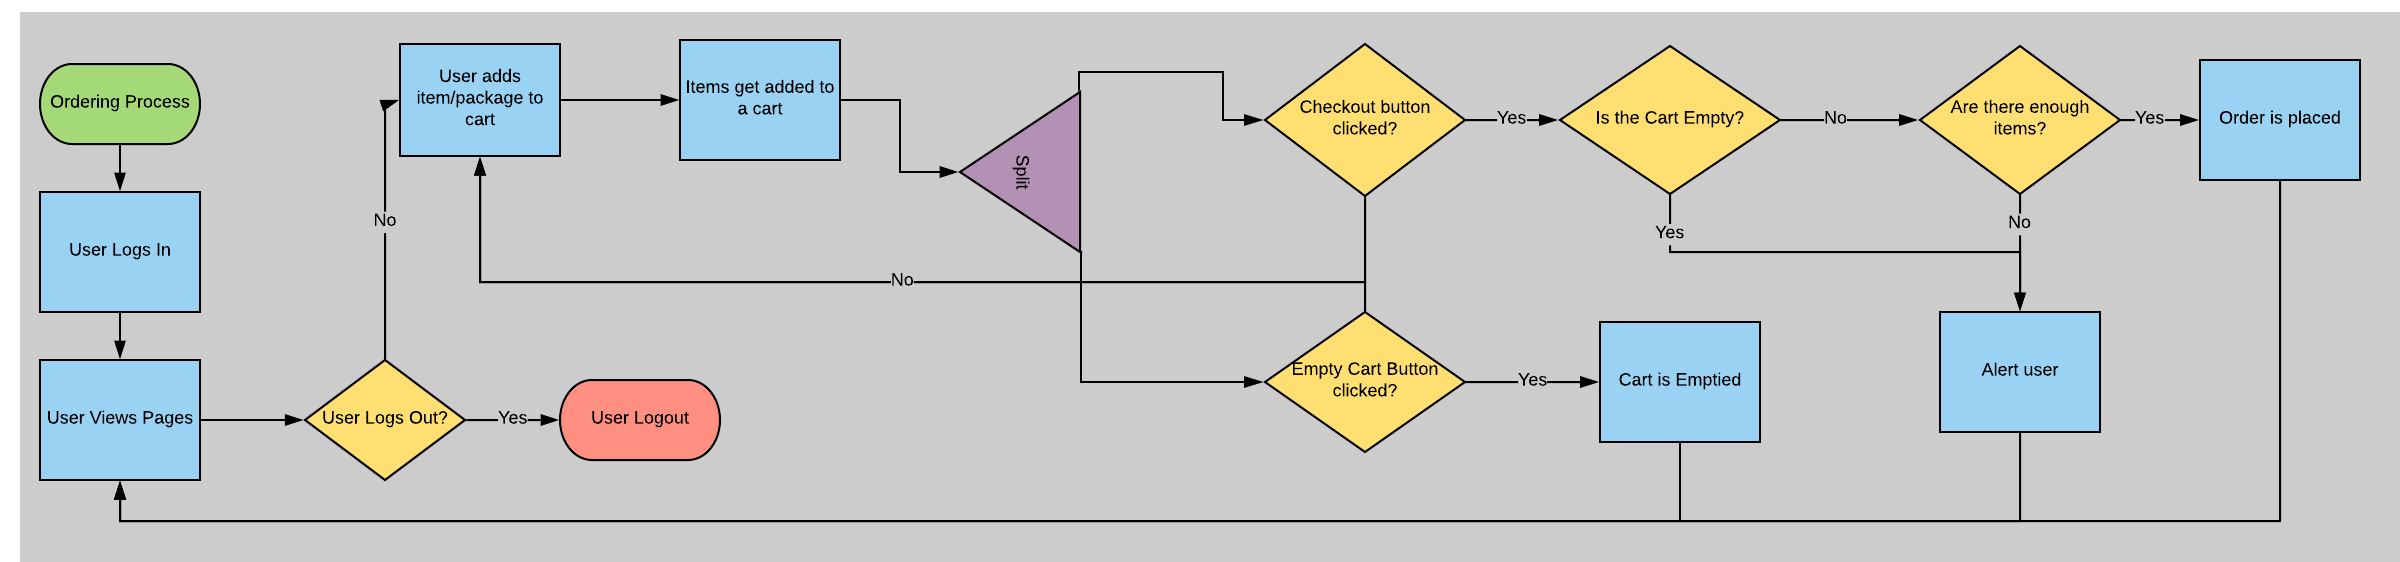 Ordering Process
User Logs In
User Views Pages
User Logs Out?
No
Yes
User Logout
User adds
item/package to
cart
Items get added to
a cart
Split
Checkout button
clicked?
No
Empty Cart Button
clicked?
Yes
Cart is Emptied
Yes
Is the Cart Empty?
Yes
No
Are there enough
items?
No
Alert user
Yes
Order is placed